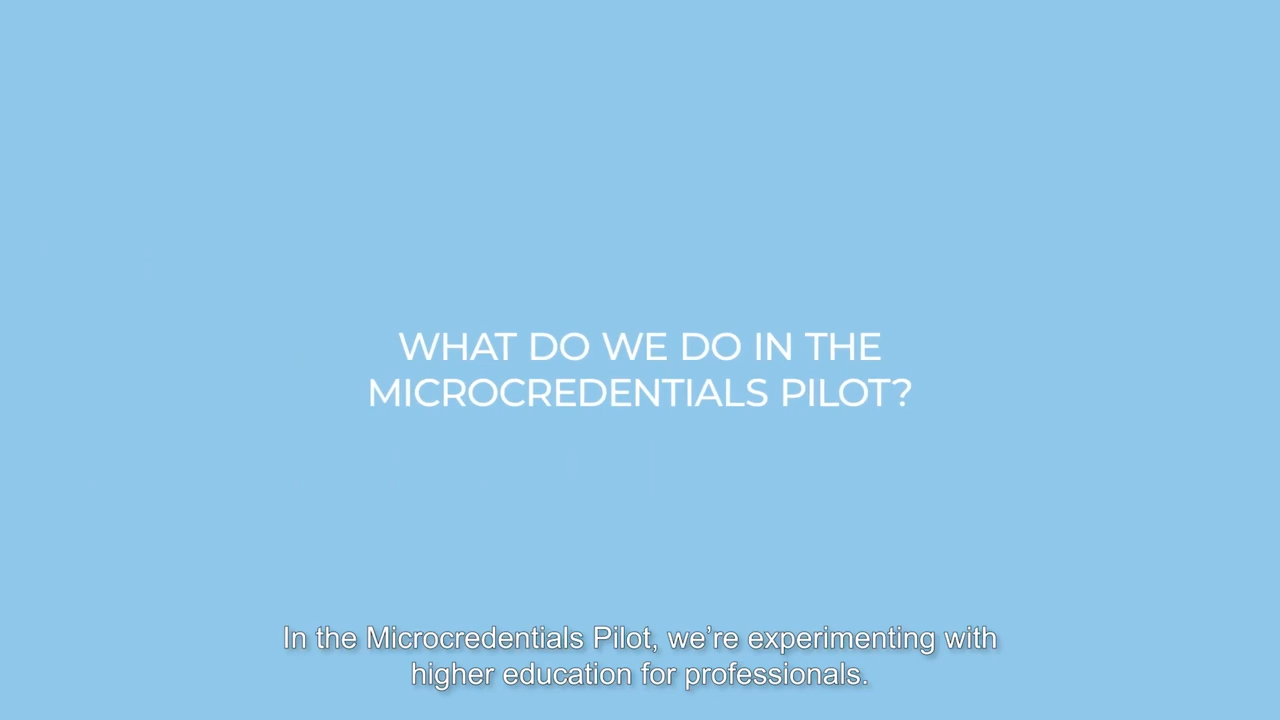 WHAT DO WE DO IN THE
MICROCREDENTIALS PILOT?
In the Microcredentials Pilot, we’re experimenting with
higher education for professionals.